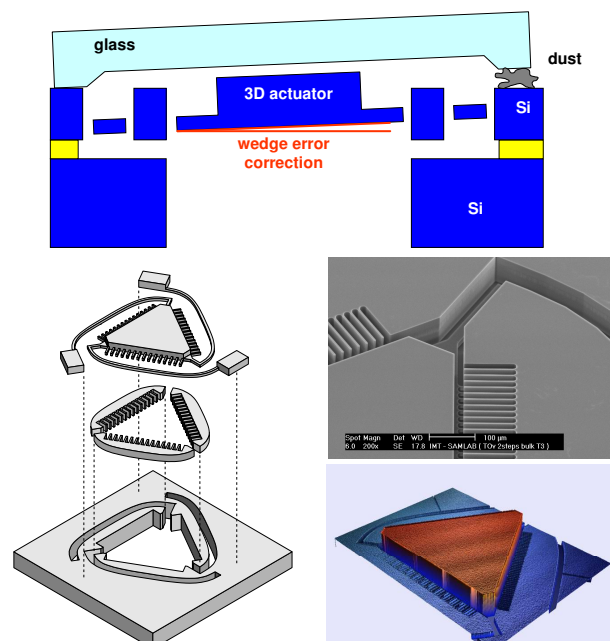 glass
dust
3D actuator
Si
wedge error
correction
Si
Spot Magn Det WD 100 µm
6.0 200x SE 17.8 IMT - SAMLAB ( TOv 2steps bulk T3 )